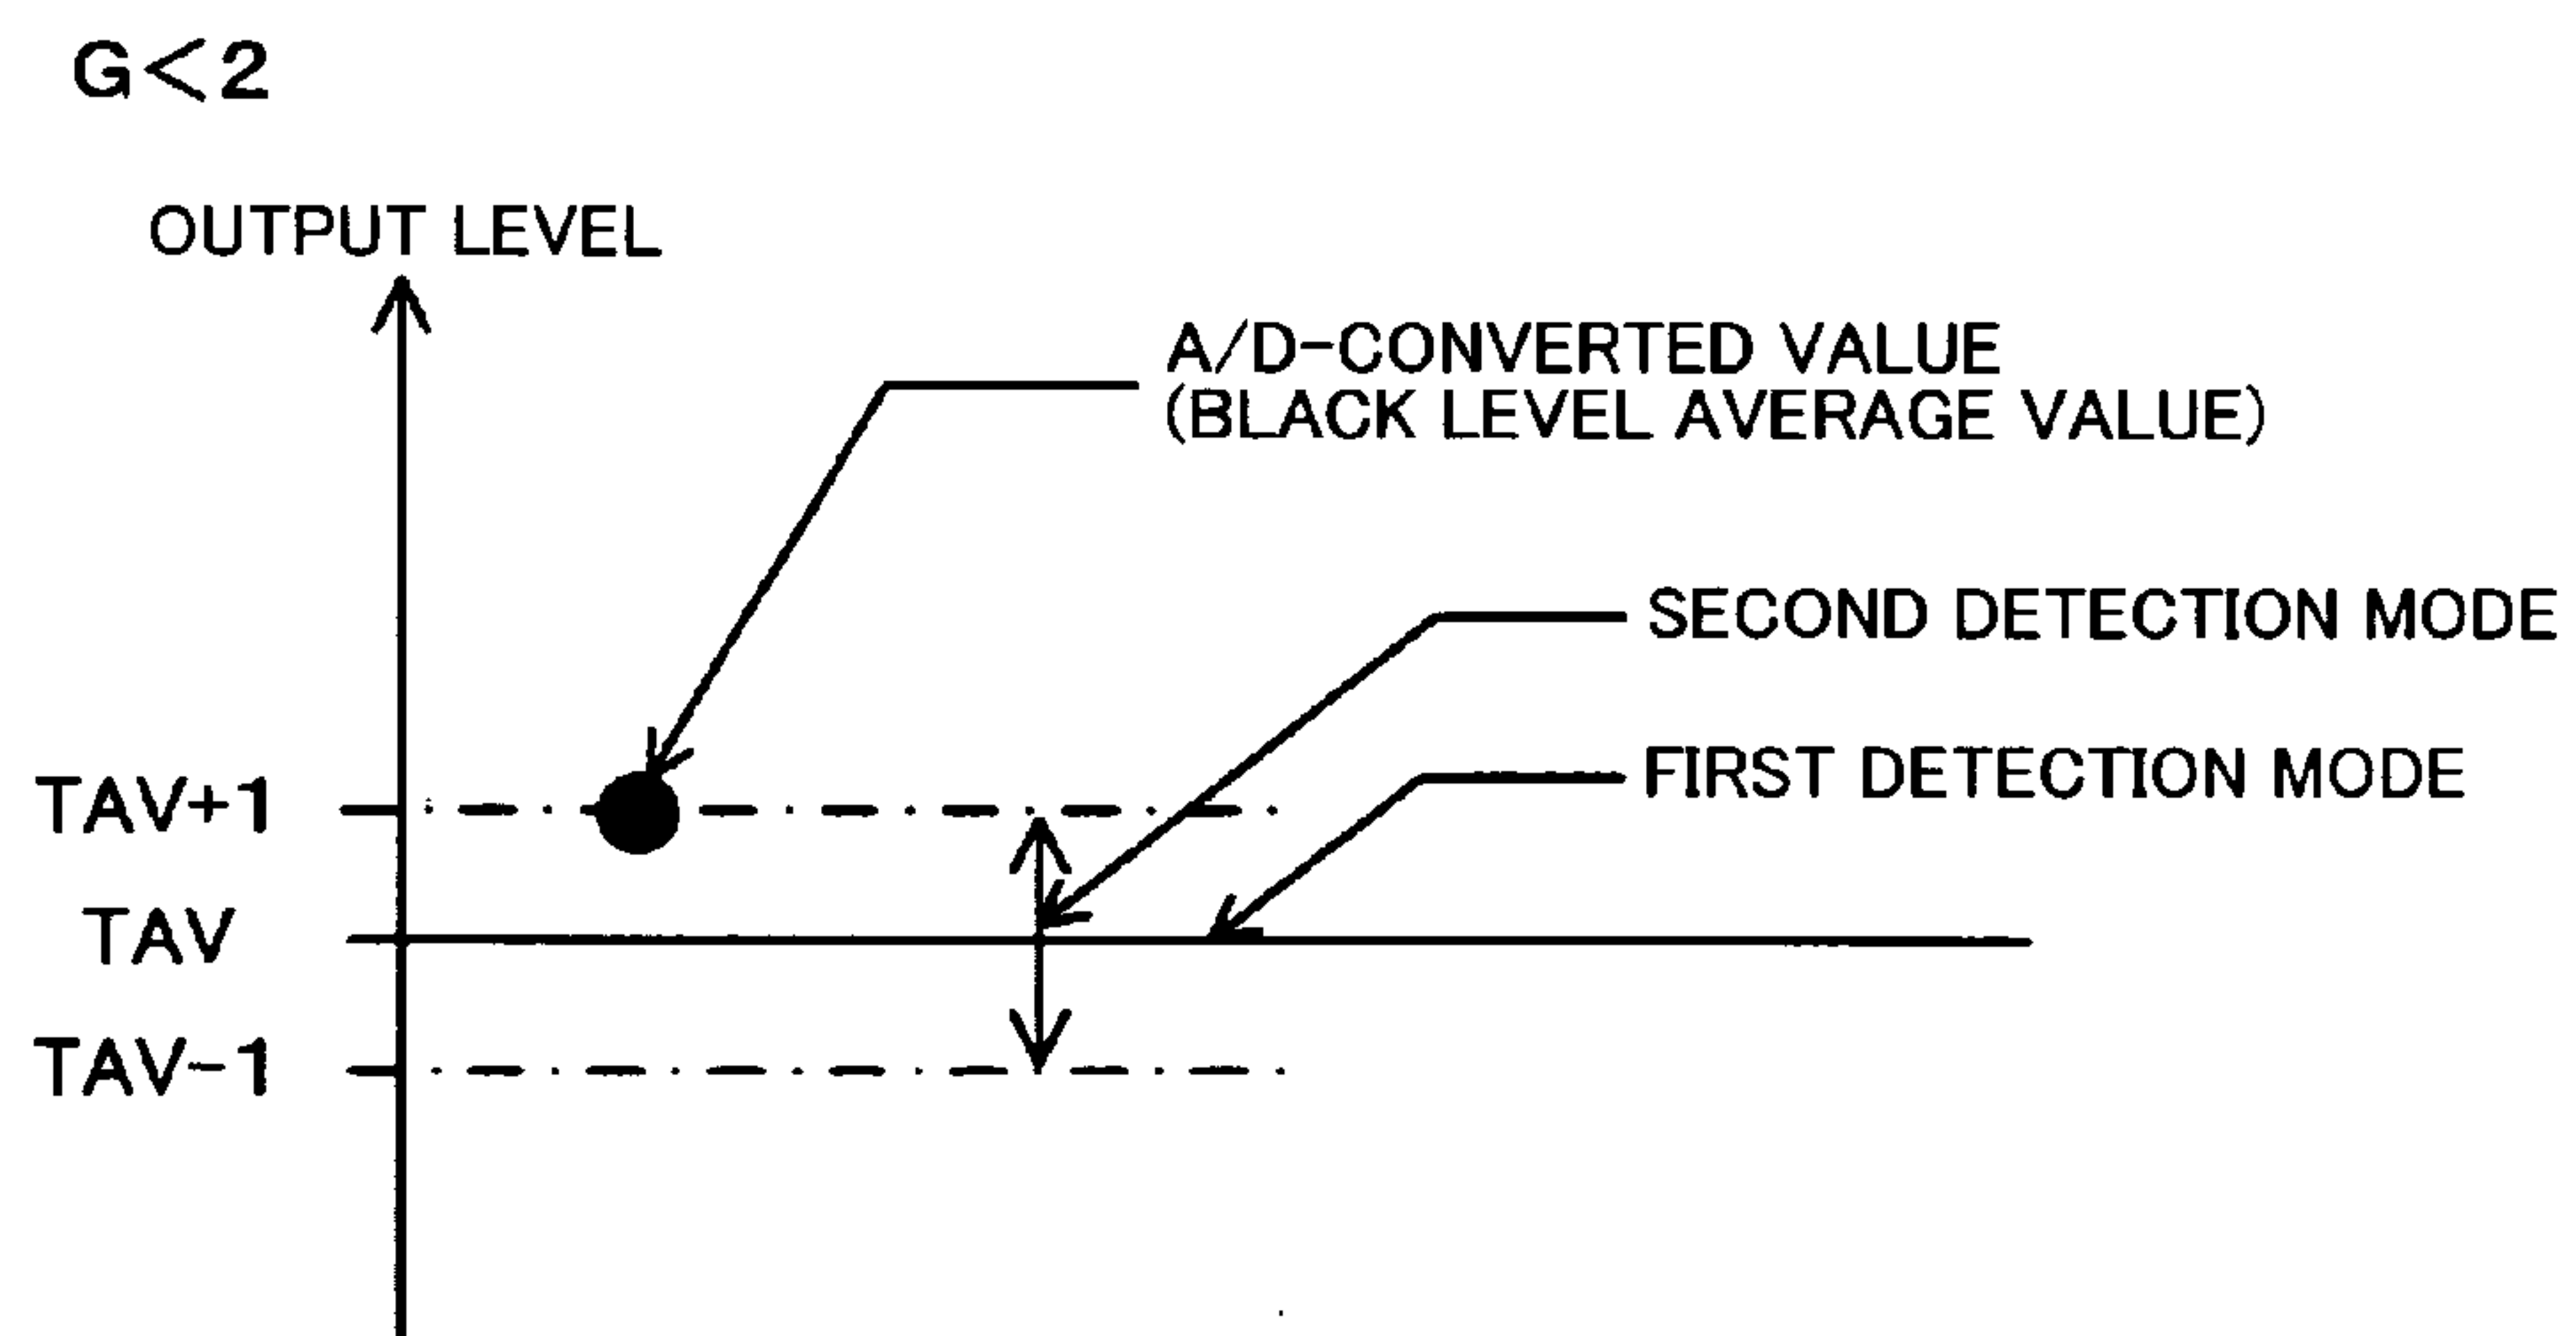 G<2
OUTPUT LEVEL
A/D-CONVERTED VALUE
(BLACK LEVEL AVERAGE VALUE)
SECOND DETECTION MODE
FIRST DETECTION MODE
TAV+1
TAV
TAV-1